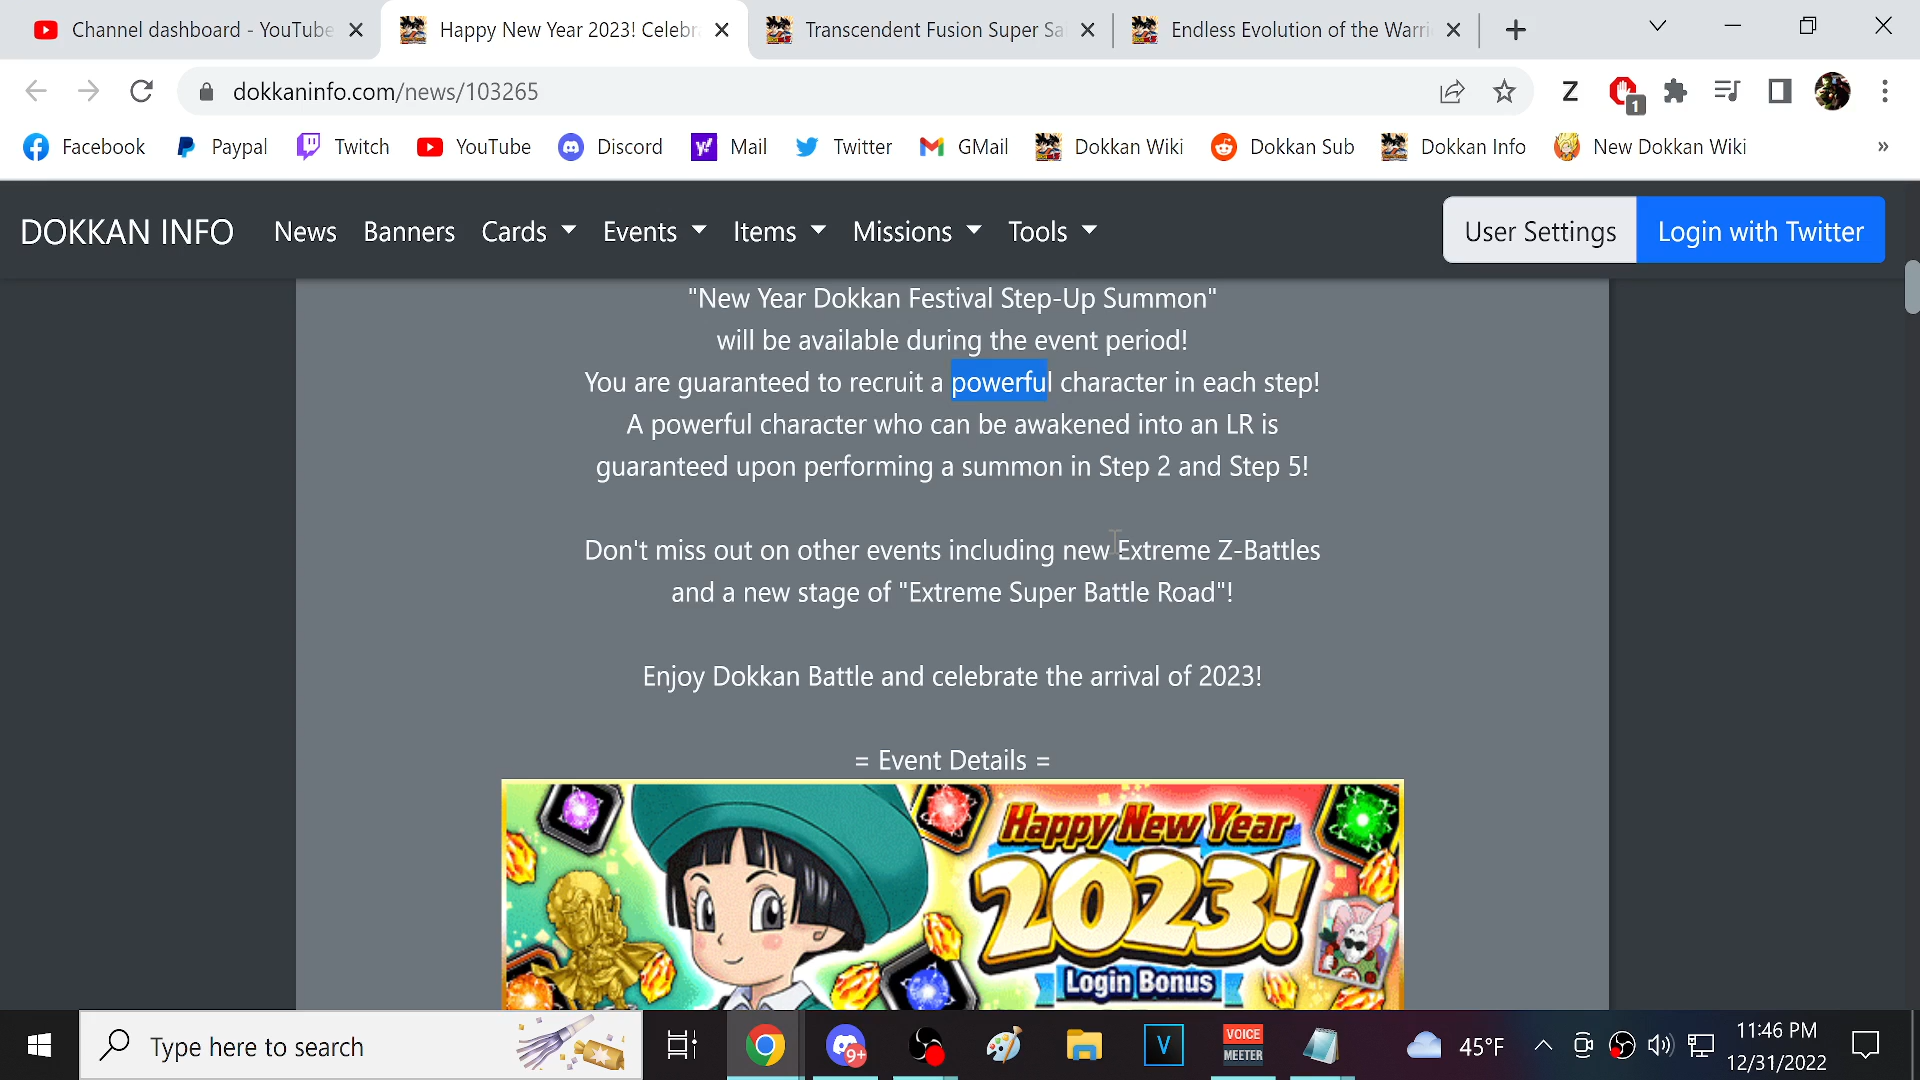 Channel dashboard - YouTube
Happy New Year 2023! Celebr
Transcendent Fusion Super Sa
Endless Evolution of the Warri
dokkaninfo.com/news/103265
Z
1
Facebook
Paypal
Twitch
YouTube
Discord
y!
Mail
Twitter
GMail
Dokkan Wiki
Dokkan Sub
Dokkan Info
New Dokkan Wiki
»
DOKKAN INFO
News
Banners
Cards
Events
Items
Missions
Tools
User Settings
Login with Twitter
"New Year Dokkan Festival Step-Up Summon"
will be available during the event period!
You are guaranteed to recruit a powerful character in each step!
A powerful character who can be awakened into an LR is
guaranteed upon performing a summon in Step 2 and Step 5!
Don't miss out on other events including new Extreme Z-Battles
and a new stage of "Extreme Super Battle Road"!
Enjoy Dokkan Battle and celebrate the arrival of 2023!
= Event Details =
Happy New Year
2023!
Login Bonus
Type here to search
9+
V
VOICE
MEETER
45°F
11:46 PM
12/31/2022